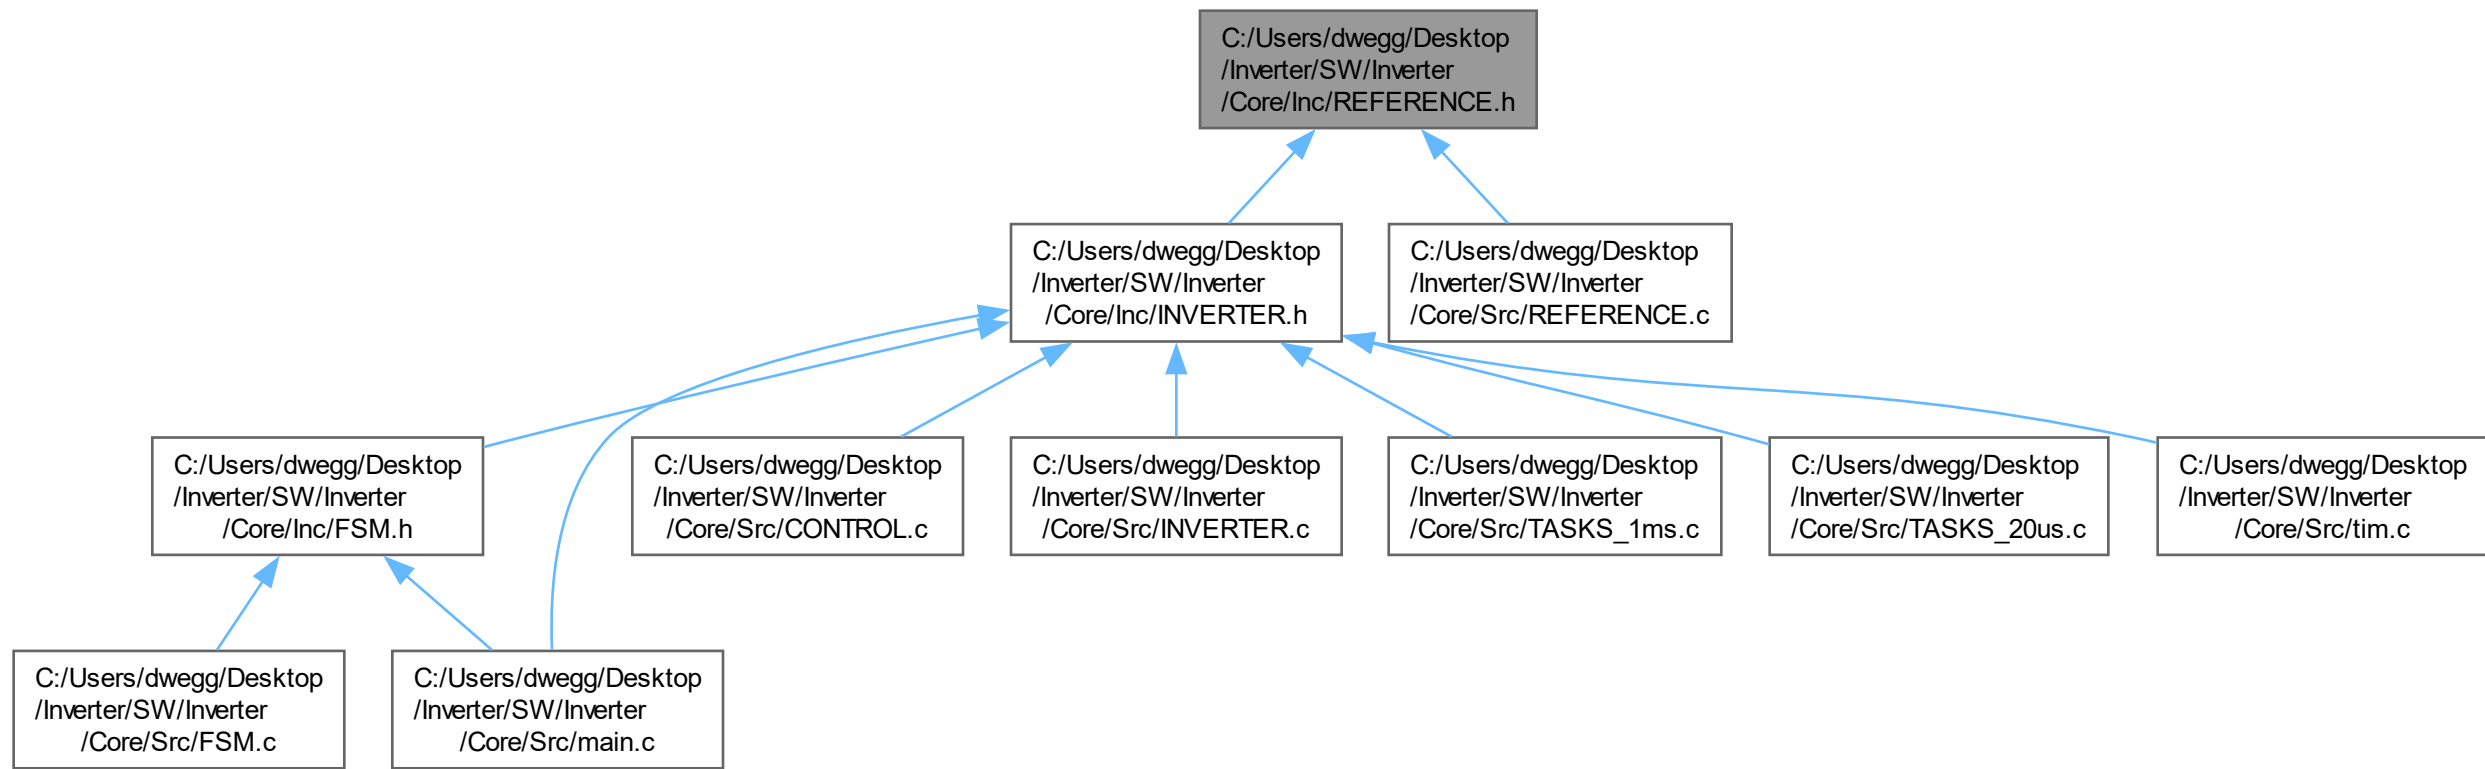 C:/Users/dwegg/Desktop
/Inverter/SW/Inverter
/Core/Inc/REFERENCE.h
C:/Users/dwegg/Desktop
/Inverter/SW/Inverter
/Core/Inc/INVERTER.h
C:/Users/dwegg/Desktop
/Inverter/SW/Inverter
/Core/Src/REFERENCE.c
C:/Users/dwegg/Desktop
/Inverter/SW/Inverter
/Core/Inc/FSM.h
C:/Users/dwegg/Desktop
/Inverter/SW/Inverter
/Core/Src/CONTROL.c
C:/Users/dwegg/Desktop
/Inverter/SW/Inverter
/Core/Src/INVERTER.c
C:/Users/dwegg/Desktop
/Inverter/SW/Inverter
/Core/Src/TASKS_1ms.c
C:/Users/dwegg/Desktop
/Inverter/SW/Inverter
/Core/Src/TASKS_20us.c
C:/Users/dwegg/Desktop
/Inverter/SW/Inverter
/Core/Src/tim.c
C:/Users/dwegg/Desktop
/Inverter/SW/Inverter
/Core/Src/FSM.c
C:/Users/dwegg/Desktop
/Inverter/SW/Inverter
/Core/Src/main.c